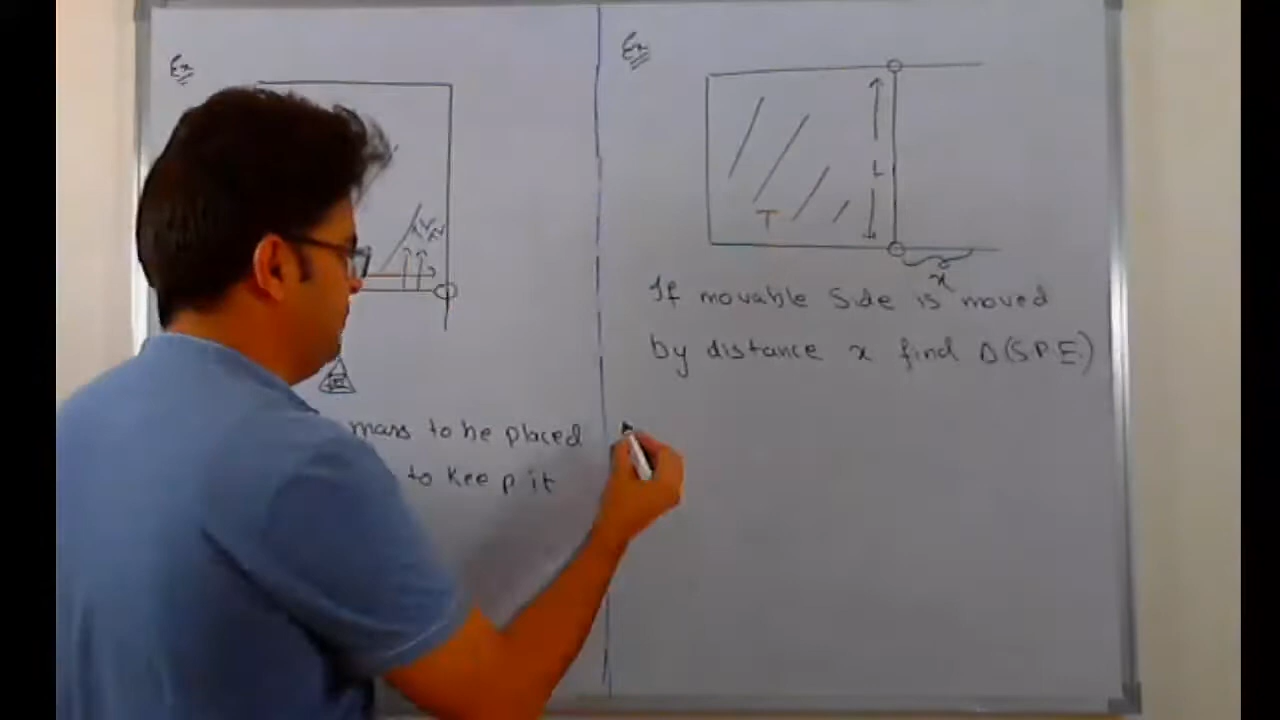 Ex
mass to be placed
to keep it
Ex
L
T
x
If movable side is moved
by distance x find Δ(S.P.E.)